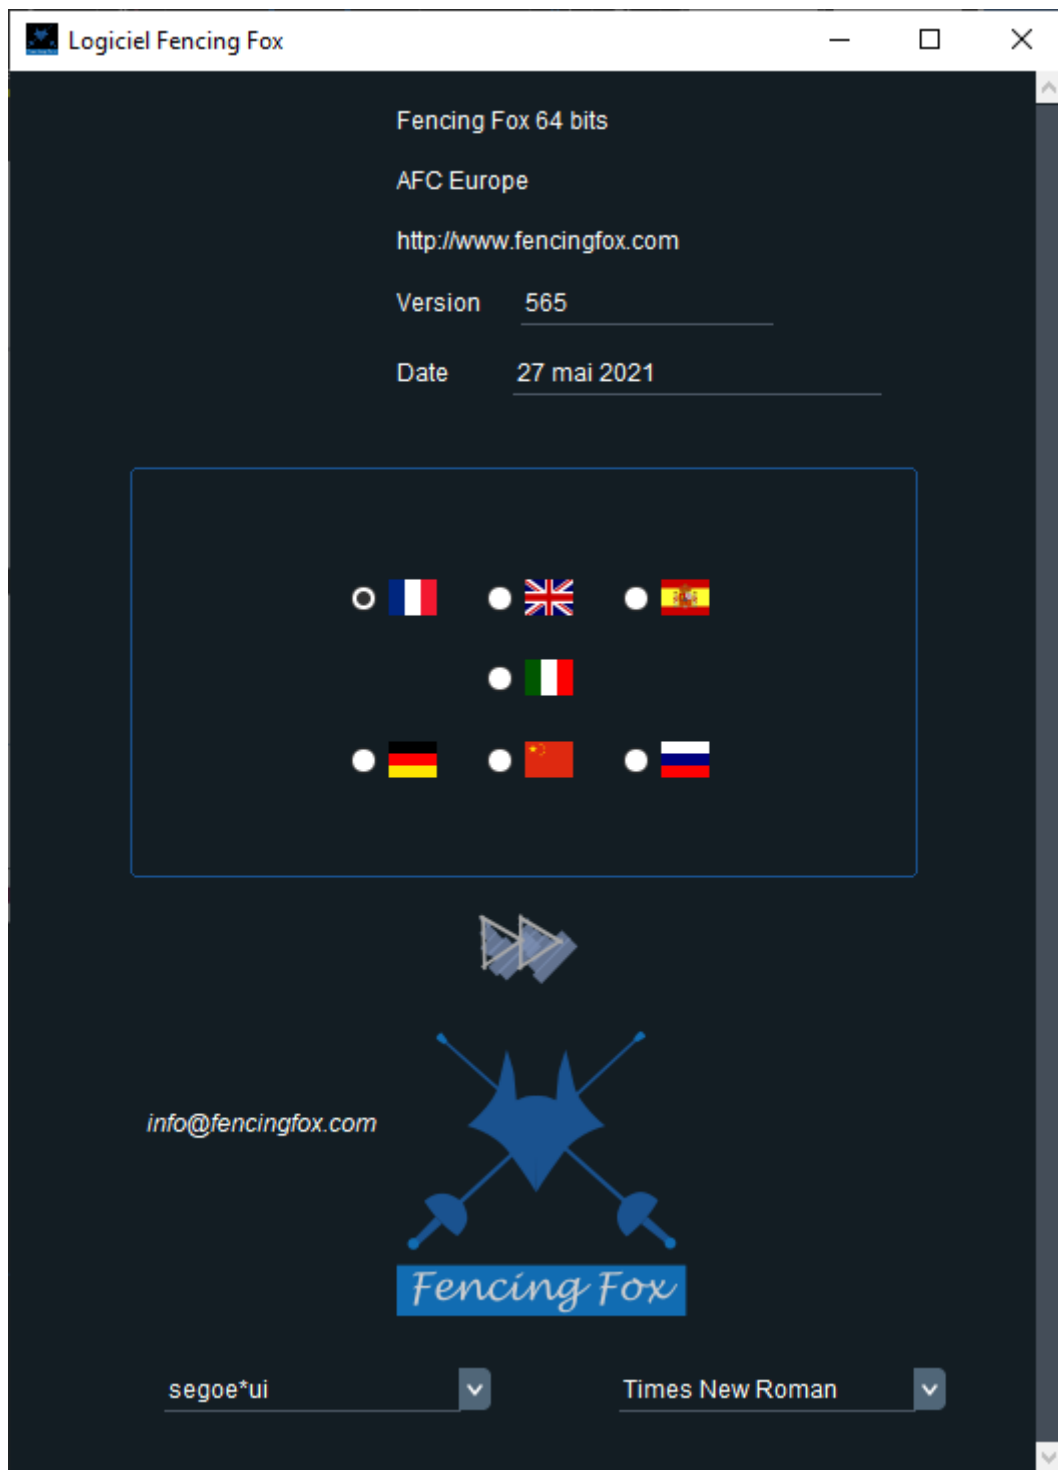 Logiciel Fencing Fox
Fencing Fox 64 bits
AFC Europe
http://www.fencingfox.com
Version 565
Date 27 mai 2021
info@fencingfox.com
Fencing Fox
segoe*ui
Times New Roman